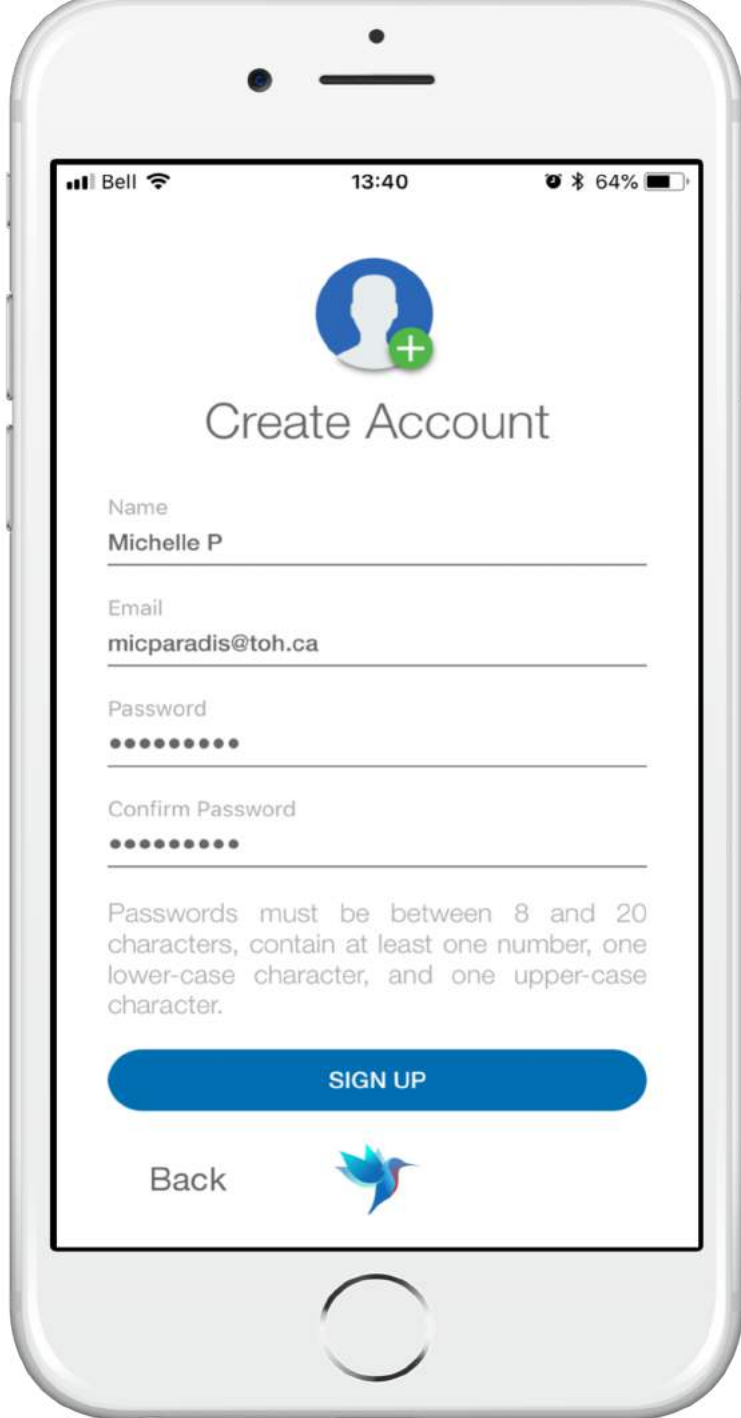 Bell 13:40 64%
Create Account
Name
Michelle P
Email
micparadis@toh.ca
Password
•••••••••
Confirm Password
•••••••••
Passwords must be between 8 and 20
characters, contain at least one number, one
lower-case character, and one upper-case
character.
SIGN UP
Back